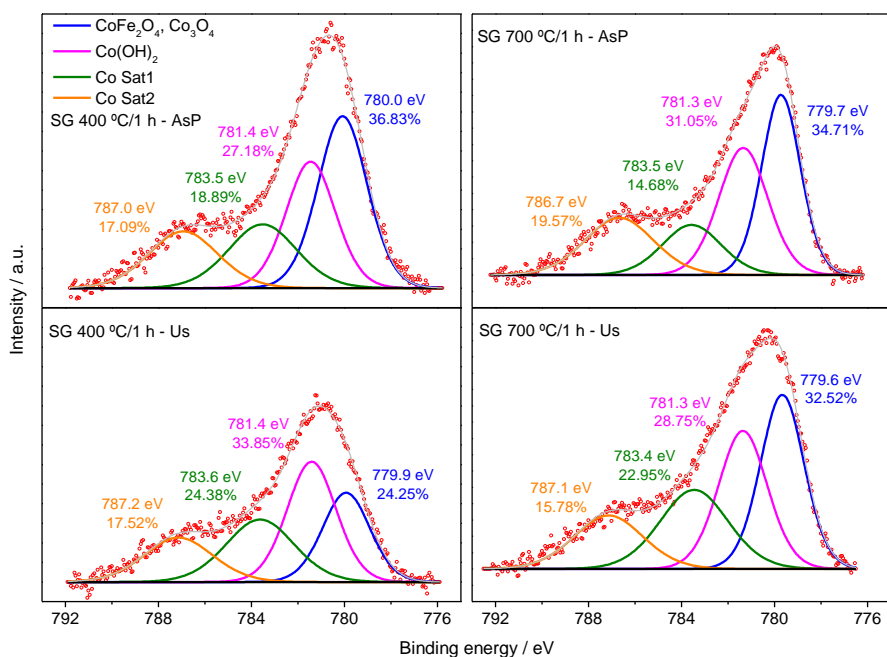 CoFe₂O₄, Co₃O₄
Co(OH)₂
Co Sat1
Co Sat2
SG 400 ºC/1 h - AsP
780.0 eV
36.83%
781.4 eV
27.18%
783.5 eV
18.89%
787.0 eV
17.09%
SG 700 ºC/1 h - AsP
779.7 eV
34.71%
781.3 eV
31.05%
783.5 eV
14.68%
786.7 eV
19.57%
SG 400 ºC/1 h - Us
781.4 eV
33.85%
783.6 eV
24.38%
779.9 eV
24.25%
787.2 eV
17.52%
SG 700 ºC/1 h - Us
779.6 eV
32.52%
781.3 eV
28.75%
783.4 eV
22.95%
787.1 eV
15.78%
Intensity / a.u.
792 788 784 780 776
792 788 784 780 776
Binding energy / eV